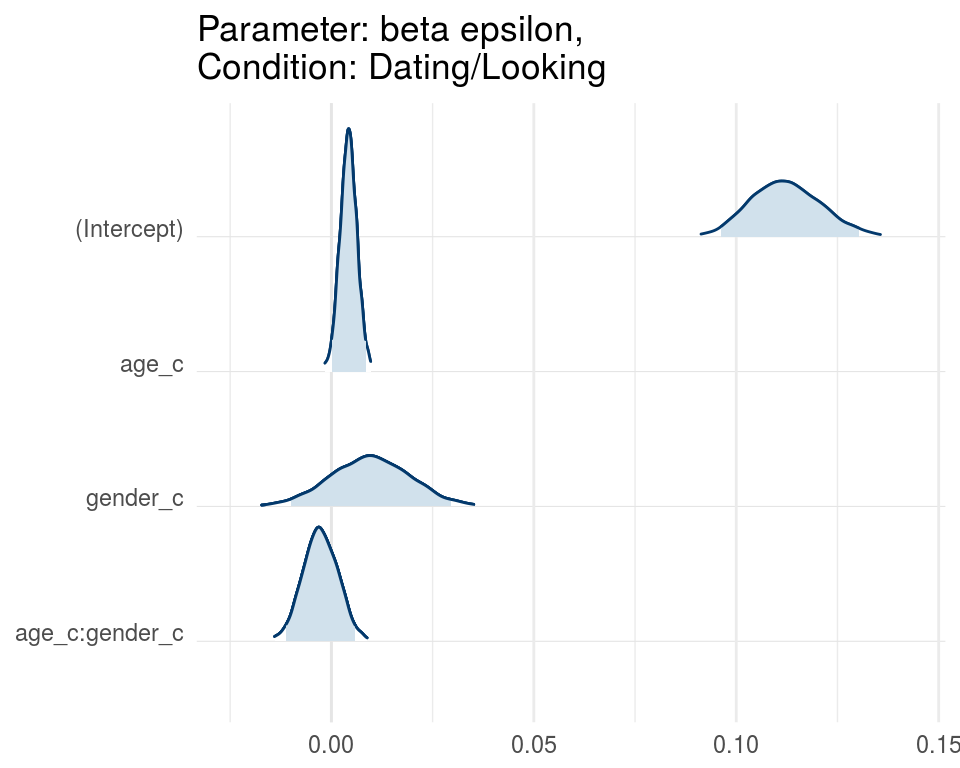 Parameter: beta epsilon,
Condition: Dating/Looking
(Intercept)
age_c
gender_c
age_c:gender_c
0.00 0.05 0.10 0.15